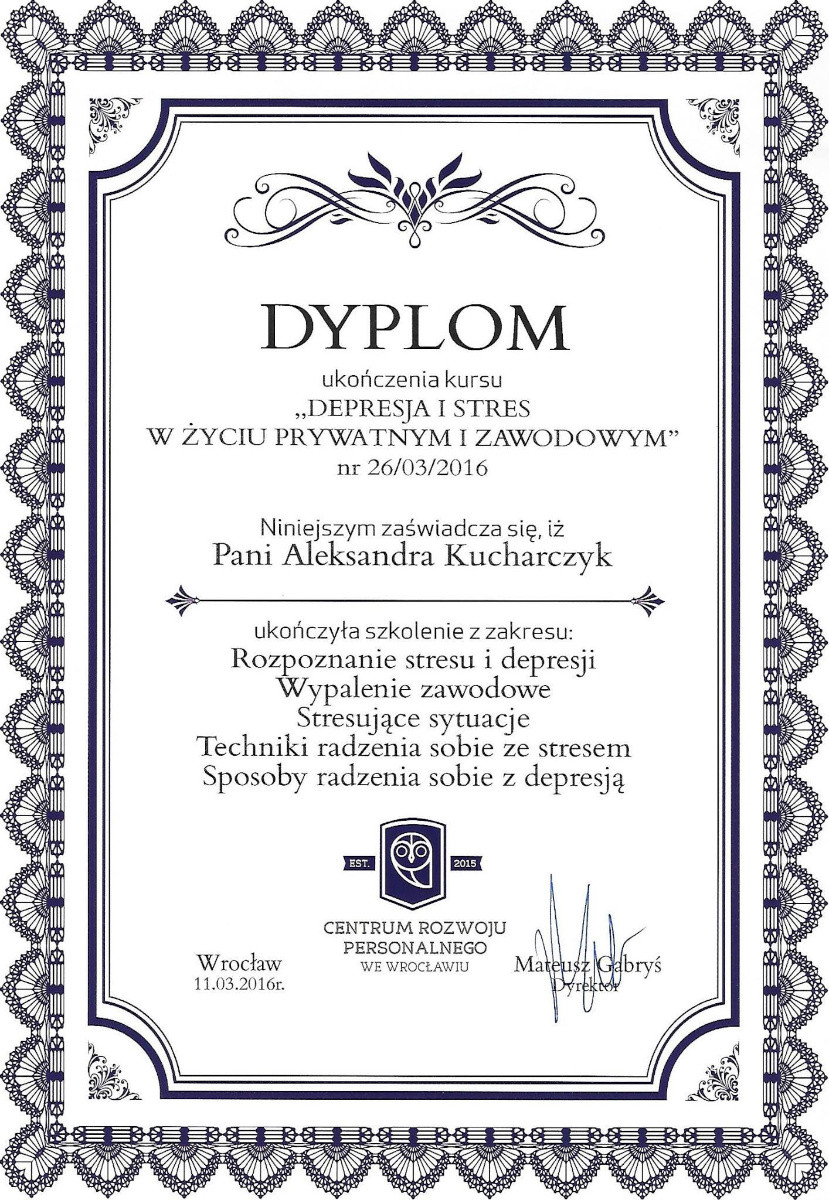 DYPLOM
ukończenia kursu
„DEPRESJA I STRES
W ŻYCIU PRYWATNYM I ZAWODOWYM”
nr 26/03/2016
Niniejszym zaświadcza się, iż
Pani Aleksandra Kucharczyk
ukończyła szkolenie z zakresu:
Rozpoznanie stresu i depresji
Wypalenie zawodowe
Stresujące sytuacje
Techniki radzenia sobie ze stresem
Sposoby radzenia sobie z depresją
EST. 2015
CENTRUM ROZWOJU
PERSONALNEGO
WE WROCŁAWIU
Wrocław
11.03.2016r.
Mateusz Gabryś
Dyrektor